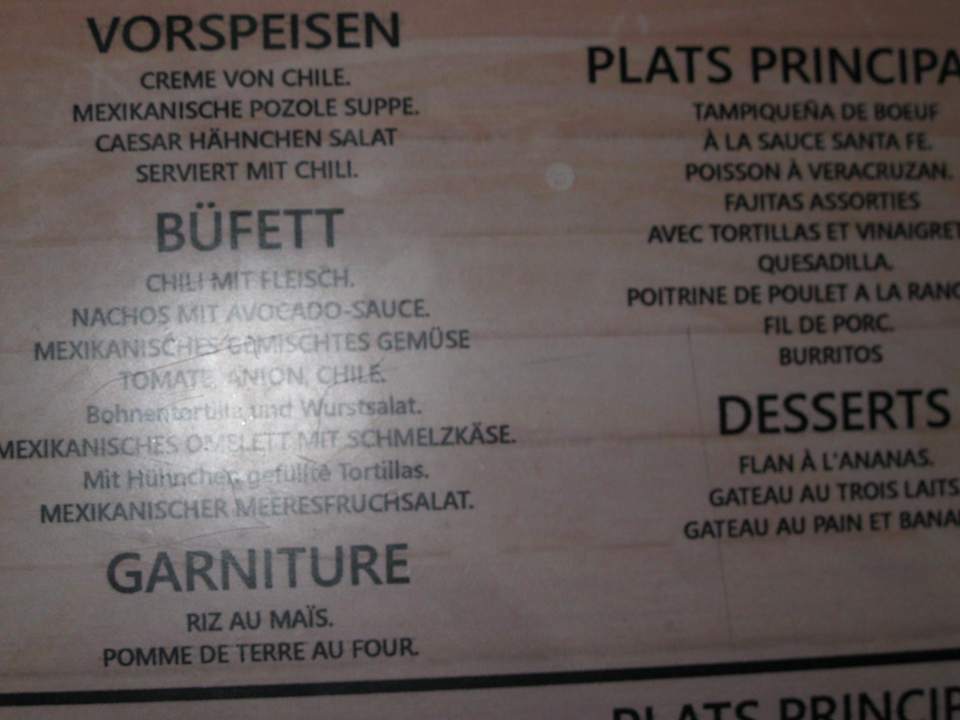 VORSPEISEN
CREME VON CHILE.
MEXIKANISCHE POZOLE SUPPE.
CAESAR HÄHNCHEN SALAT
SERVIERT MIT CHILI.
BÜFETT
CHILI MIT FLEISCH.
NACHOS MIT AVOCADO-SAUCE.
MEXIKANISCHES GEMISCHTES GEMÜSE
TOMATE, ANION, CHILE.
Bohnentortilla und Wurstsalat.
MEXIKANISCHES OMELETT MIT SCHMELZKÄSE.
Mit Hühnchen gefüllte Tortillas.
MEXIKANISCHER MEERESFRUCHSALAT.
GARNITURE
RIZ AU MAÏS.
POMME DE TERRE AU FOUR.
PLATS PRINCIPA
TAMPIQUEÑA DE BOEUF
À LA SAUCE SANTA FE.
POISSON À VERACRUZAN.
FAJITAS ASSORTIES
AVEC TORTILLAS ET VINAIGRET
QUESADILLA.
POITRINE DE POULET A LA RANC
FIL DE PORC.
BURRITOS
DESSERTS
FLAN À L'ANANAS.
GATEAU AU TROIS LAITS
GATEAU AU PAIN ET BANA
PLATS PRINCIP